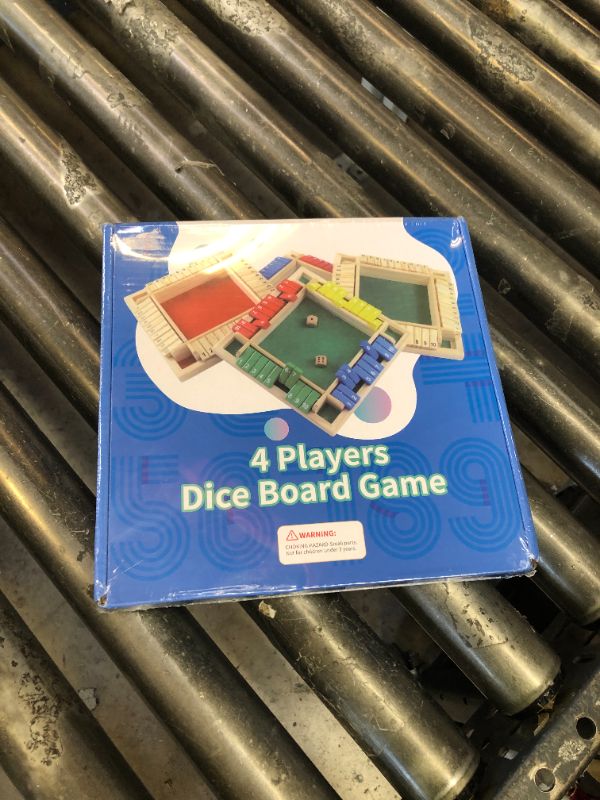 4 Players
Dice Board Game
WARNING:
CHOKING HAZARD-Small parts.
Not for children under 3 years.